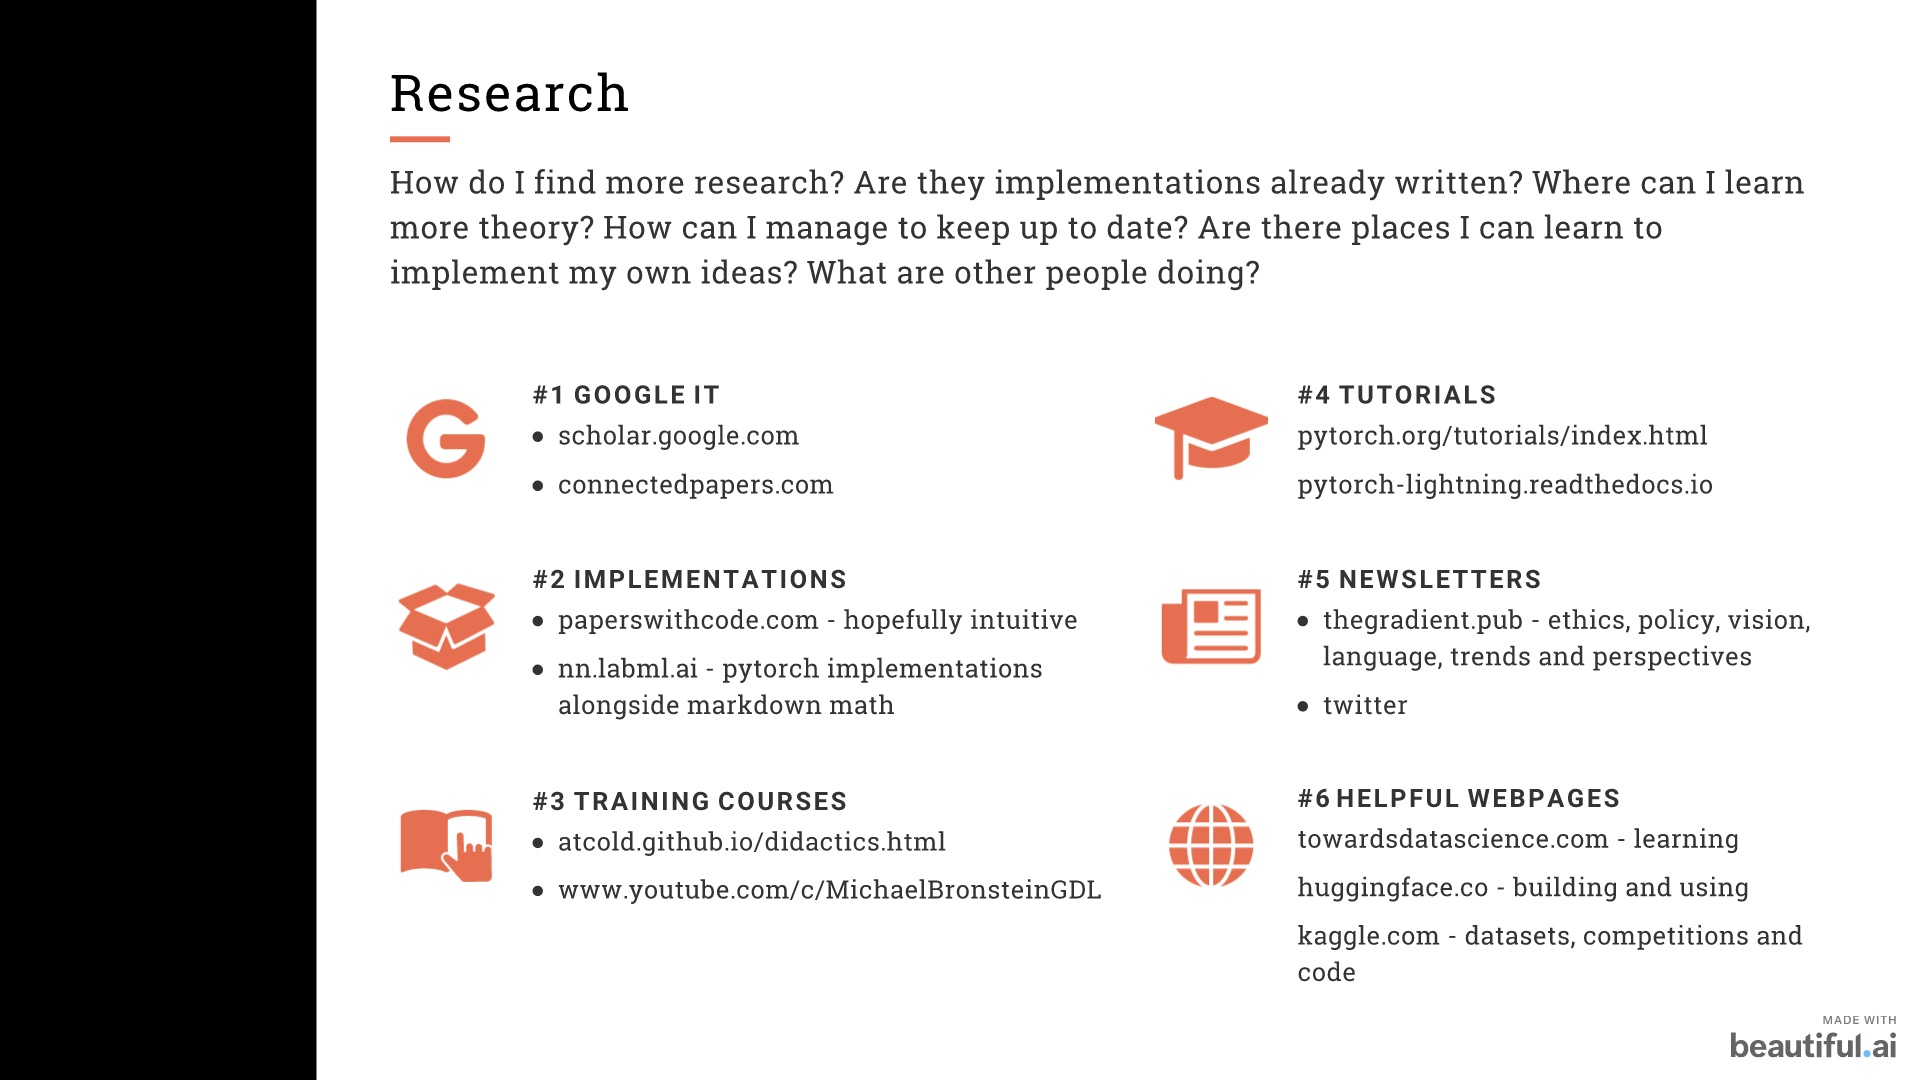 Research
How do I find more research? Are they implementations already written? Where can I learn
more theory? How can I manage to keep up to date? Are there places I can learn to
implement my own ideas? What are other people doing?
#1 GOOGLE IT
• scholar.google.com
• connectedpapers.com
#2 IMPLEMENTATIONS
• paperswithcode.com - hopefully intuitive
• nn.labml.ai - pytorch implementations
alongside markdown math
#3 TRAINING COURSES
• atcold.github.io/didactics.html
• www.youtube.com/c/MichaelBronsteinGDL
#4 TUTORIALS
pytorch.org/tutorials/index.html
pytorch-lightning.readthedocs.io
#5 NEWSLETTERS
• thegradient.pub - ethics, policy, vision,
language, trends and perspectives
• twitter
#6 HELPFUL WEBPAGES
towardsdatascience.com - learning
huggingface.co - building and using
kaggle.com - datasets, competitions and
code
MADE WITH
beautiful.ai